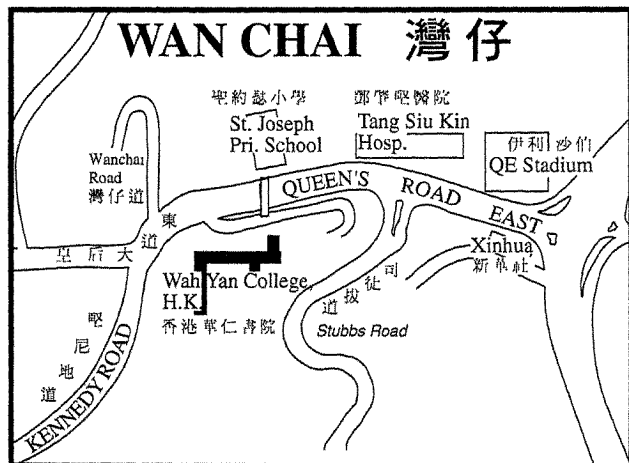 WAN CHAI 灣仔
聖約瑟小學
St. Joseph
Pri. School
鄧肇堅醫院
Tang Siu Kin
Hosp.
伊利沙伯
QE Stadium
Wanchai
Road
灣仔道
QUEEN'S ROAD EAST
皇后大道東
Xinhua
新華社
Wah Yan College,
H.K.
香港華仁書院
司徒拔道
Stubbs Road
堅尼地道
KENNEDY ROAD